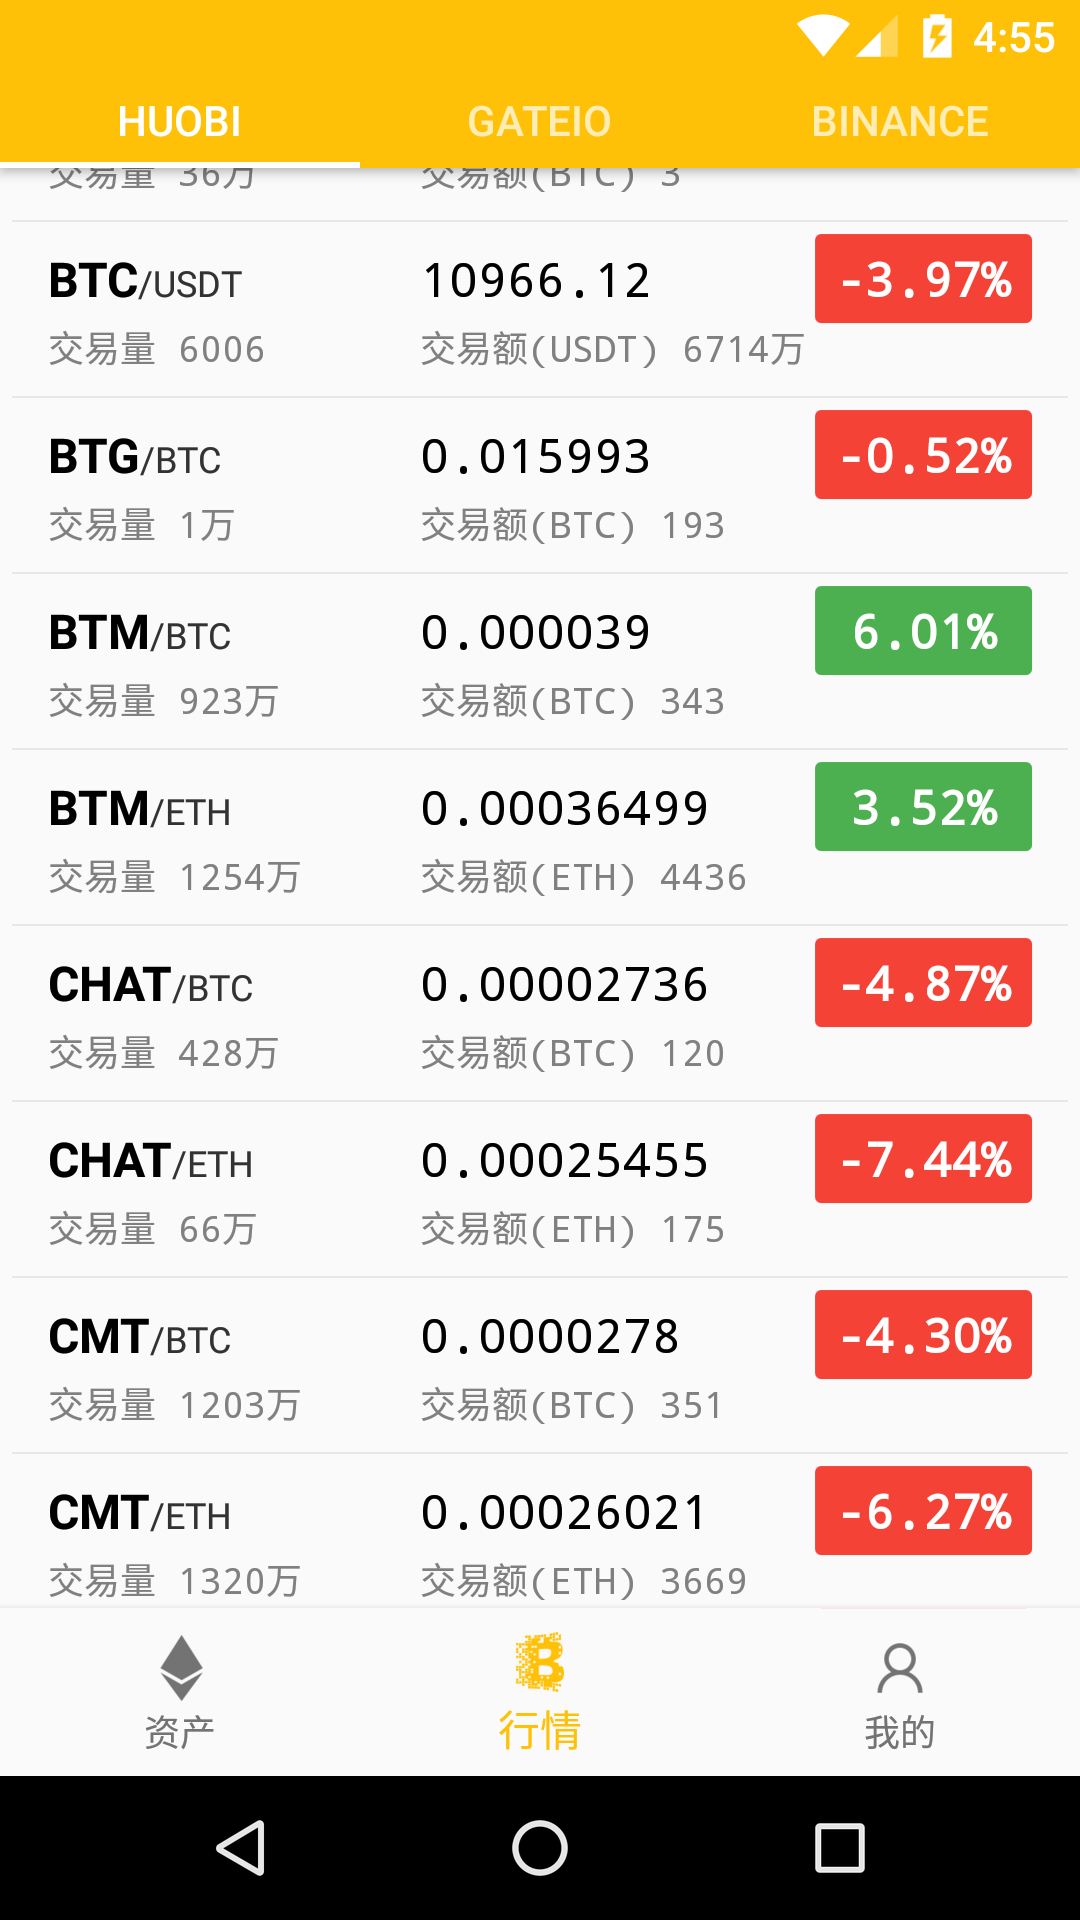 4:55
HUOBI GATEIO BINANCE
交易量 36万 交易额(BTC) 3
BTC/USDT 10966.12 -3.97%
交易量 6006 交易额(USDT) 6714万
BTG/BTC 0.015993 -0.52%
交易量 1万 交易额(BTC) 193
BTM/BTC 0.000039 6.01%
交易量 923万 交易额(BTC) 343
BTM/ETH 0.00036499 3.52%
交易量 1254万 交易额(ETH) 4436
CHAT/BTC 0.00002736 -4.87%
交易量 428万 交易额(BTC) 120
CHAT/ETH 0.00025455 -7.44%
交易量 66万 交易额(ETH) 175
CMT/BTC 0.0000278 -4.30%
交易量 1203万 交易额(BTC) 351
CMT/ETH 0.00026021 -6.27%
交易量 1320万 交易额(ETH) 3669
资产 行情 我的